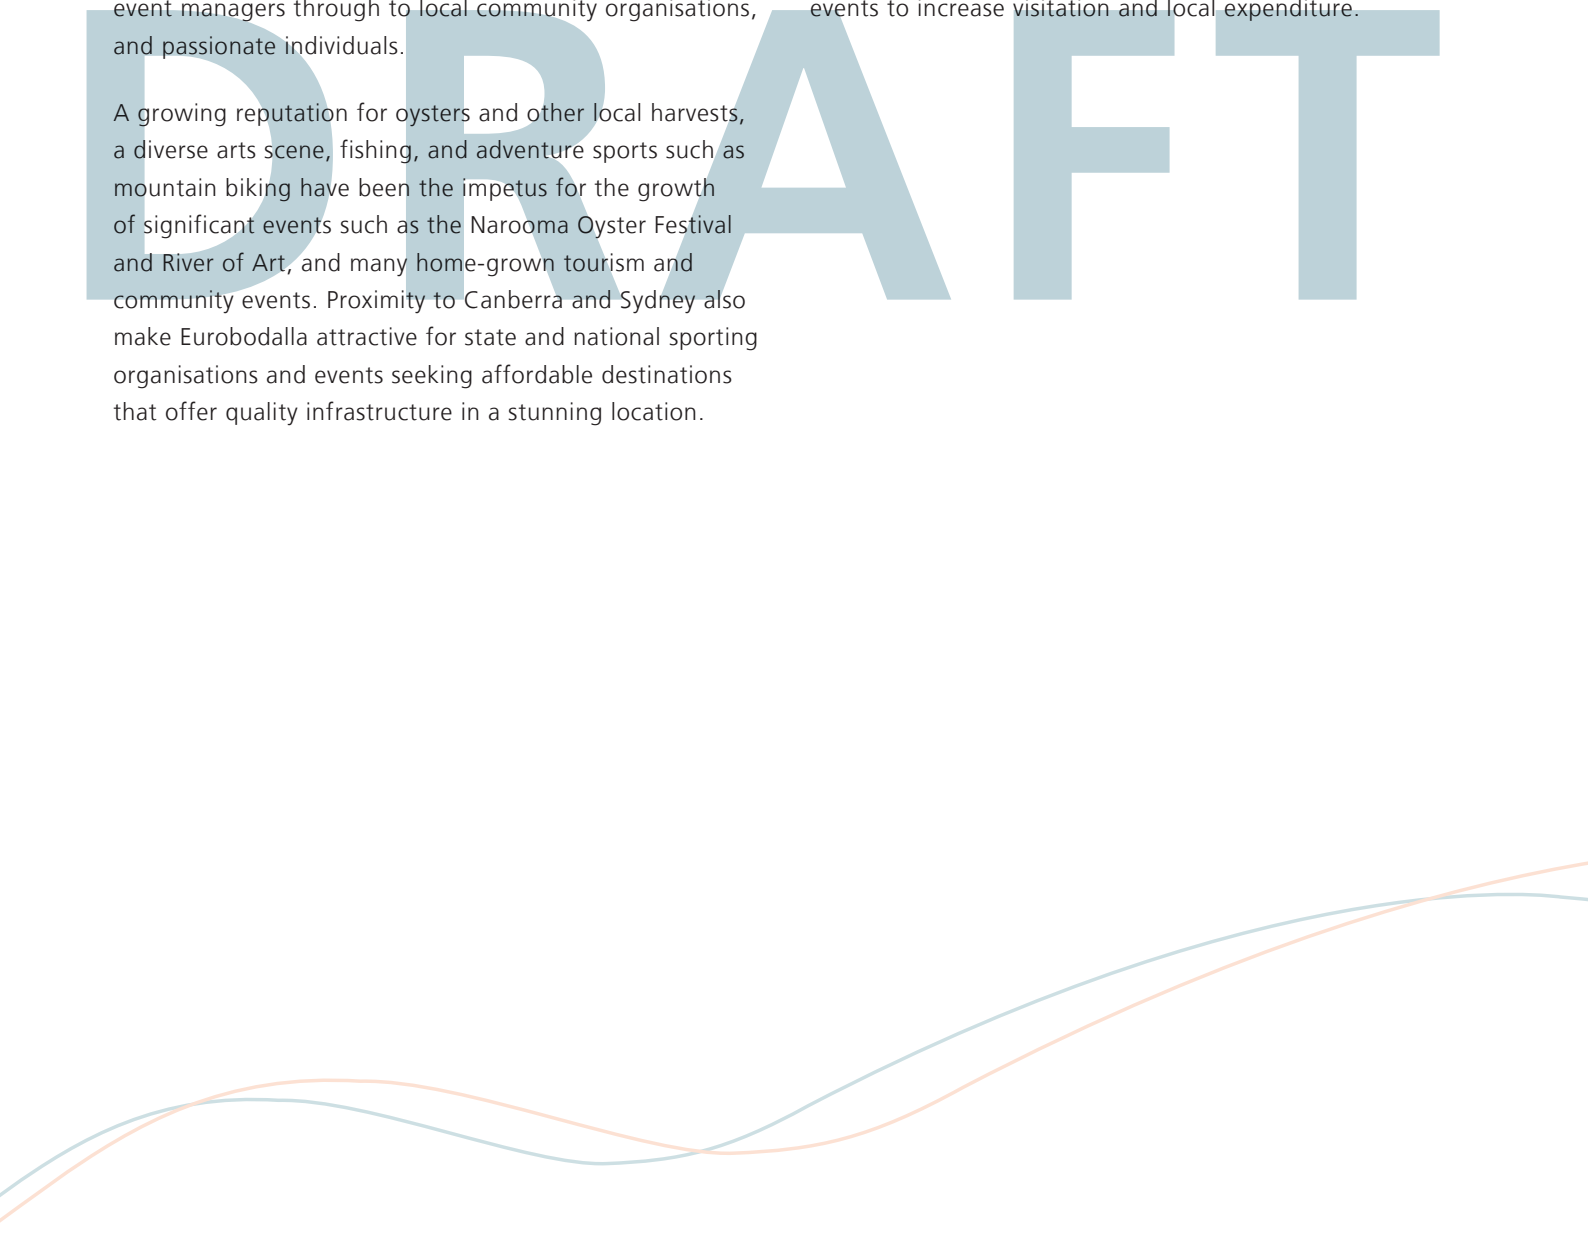 event managers through to local community organisations,
and passionate individuals.
A growing reputation for oysters and other local harvests,
a diverse arts scene, fishing, and adventure sports such as
mountain biking have been the impetus for the growth
of significant events such as the Narooma Oyster Festival
and River of Art, and many home-grown tourism and
community events. Proximity to Canberra and Sydney also
make Eurobodalla attractive for state and national sporting
organisations and events seeking affordable destinations
that offer quality infrastructure in a stunning location.
events to increase visitation and local expenditure.
DRAFT